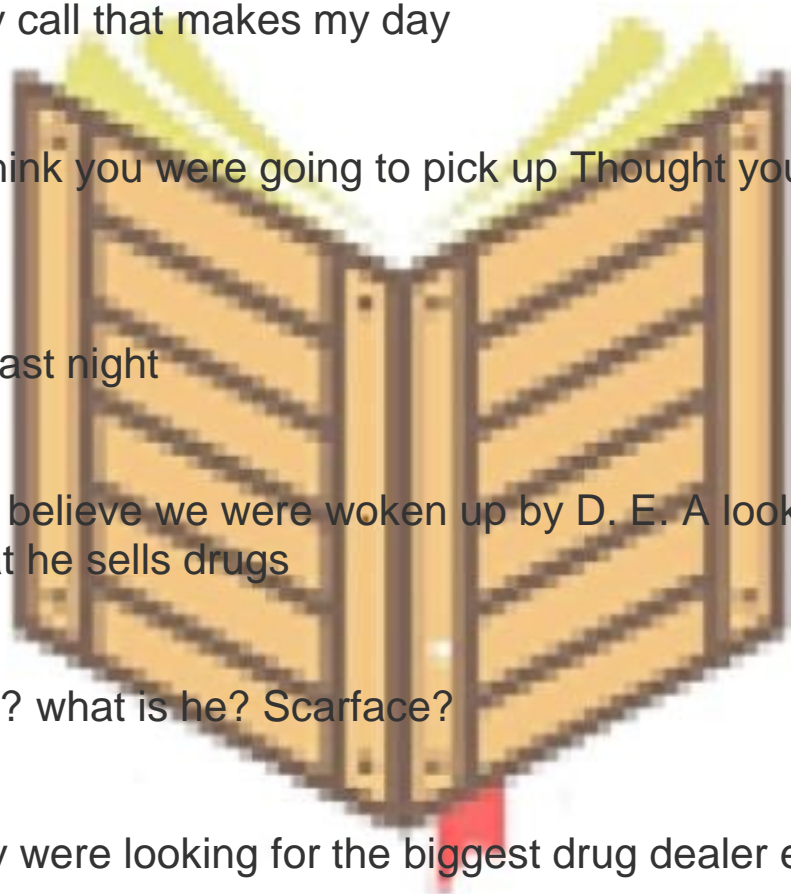 call that makes my day
hink you were going to pick up Thought you
ast night
believe we were woken up by D. E. A look
t he sells drugs
? what is he? Scarface?
y were looking for the biggest drug dealer e